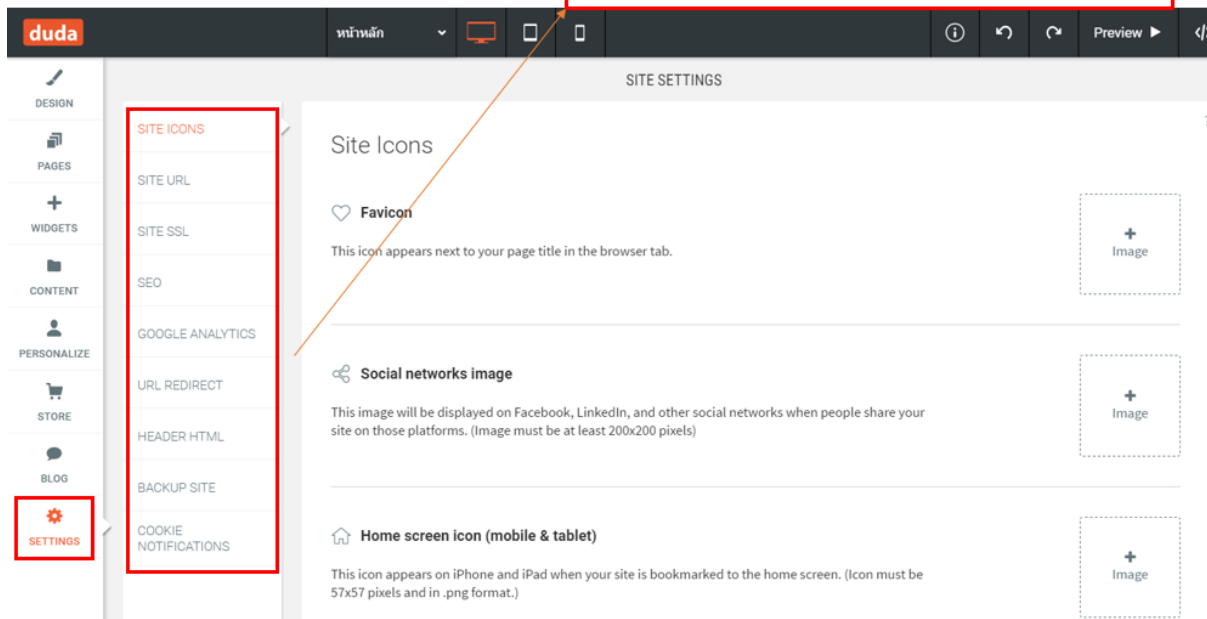 duda
หน้าหลัก
Preview
DESIGN
PAGES
WIDGETS
CONTENT
PERSONALIZE
STORE
BLOG
SETTINGS
SITE SETTINGS
SITE ICONS
SITE URL
SITE SSL
SEO
GOOGLE ANALYTICS
URL REDIRECT
HEADER HTML
BACKUP SITE
COOKIE
NOTIFICATIONS
Site Icons
Favicon
This icon appears next to your page title in the browser tab.
+
Image
Social networks image
This image will be displayed on Facebook, LinkedIn, and other social networks when people share your
site on those platforms. (Image must be at least 200x200 pixels)
+
Image
Home screen icon (mobile & tablet)
This icon appears on iPhone and iPad when your site is bookmarked to the home screen. (Icon must be
57x57 pixels and in .png format.)
+
Image